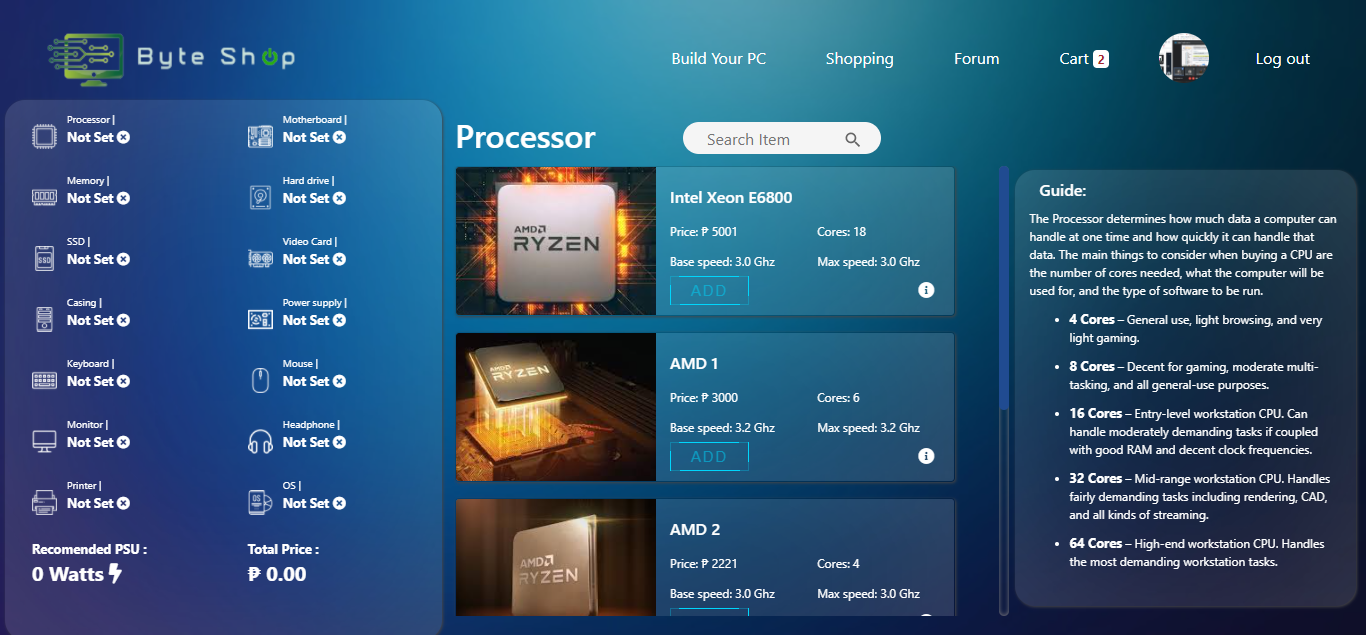 Byte Shop
Build Your PC
Shopping
Forum
Cart 2
Log out
Processor |
Not Set
Motherboard |
Not Set
Memory |
Not Set
Hard drive |
Not Set
SSD |
SSD
Not Set
Video Card |
Not Set
Casing |
Not Set
Power supply |
Not Set
Keyboard |
Not Set
Mouse |
Not Set
Monitor |
Not Set
Headphone |
Not Set
Printer |
Not Set
OS |
OS
Not Set
Recomended PSU :
0 Watts
Total Price :
₱ 0.00
Processor
Search Item
AMD
RYZEN
Intel Xeon E6800
Price: ₱ 5001
Cores: 18
Base speed: 3.0 Ghz
Max speed: 3.0 Ghz
ADD
AMD
RYZEN
AMD 1
Price: ₱ 3000
Cores: 6
Base speed: 3.2 Ghz
Max speed: 3.2 Ghz
ADD
AMD
RYZEN
AMD 2
Price: ₱ 2221
Cores: 4
Base speed: 3.0 Ghz
Max speed: 3.0 Ghz
Guide:
The Processor determines how much data a computer can
handle at one time and how quickly it can handle that
data. The main things to consider when buying a CPU are
the number of cores needed, what the computer will be
used for, and the type of software to be run.
• 4 Cores – General use, light browsing, and very
light gaming.
• 8 Cores – Decent for gaming, moderate multi-
tasking, and all general-use purposes.
• 16 Cores – Entry-level workstation CPU. Can
handle moderately demanding tasks if coupled
with good RAM and decent clock frequencies.
• 32 Cores – Mid-range workstation CPU. Handles
fairly demanding tasks including rendering, CAD,
and all kinds of streaming.
• 64 Cores – High-end workstation CPU. Handles
the most demanding workstation tasks.